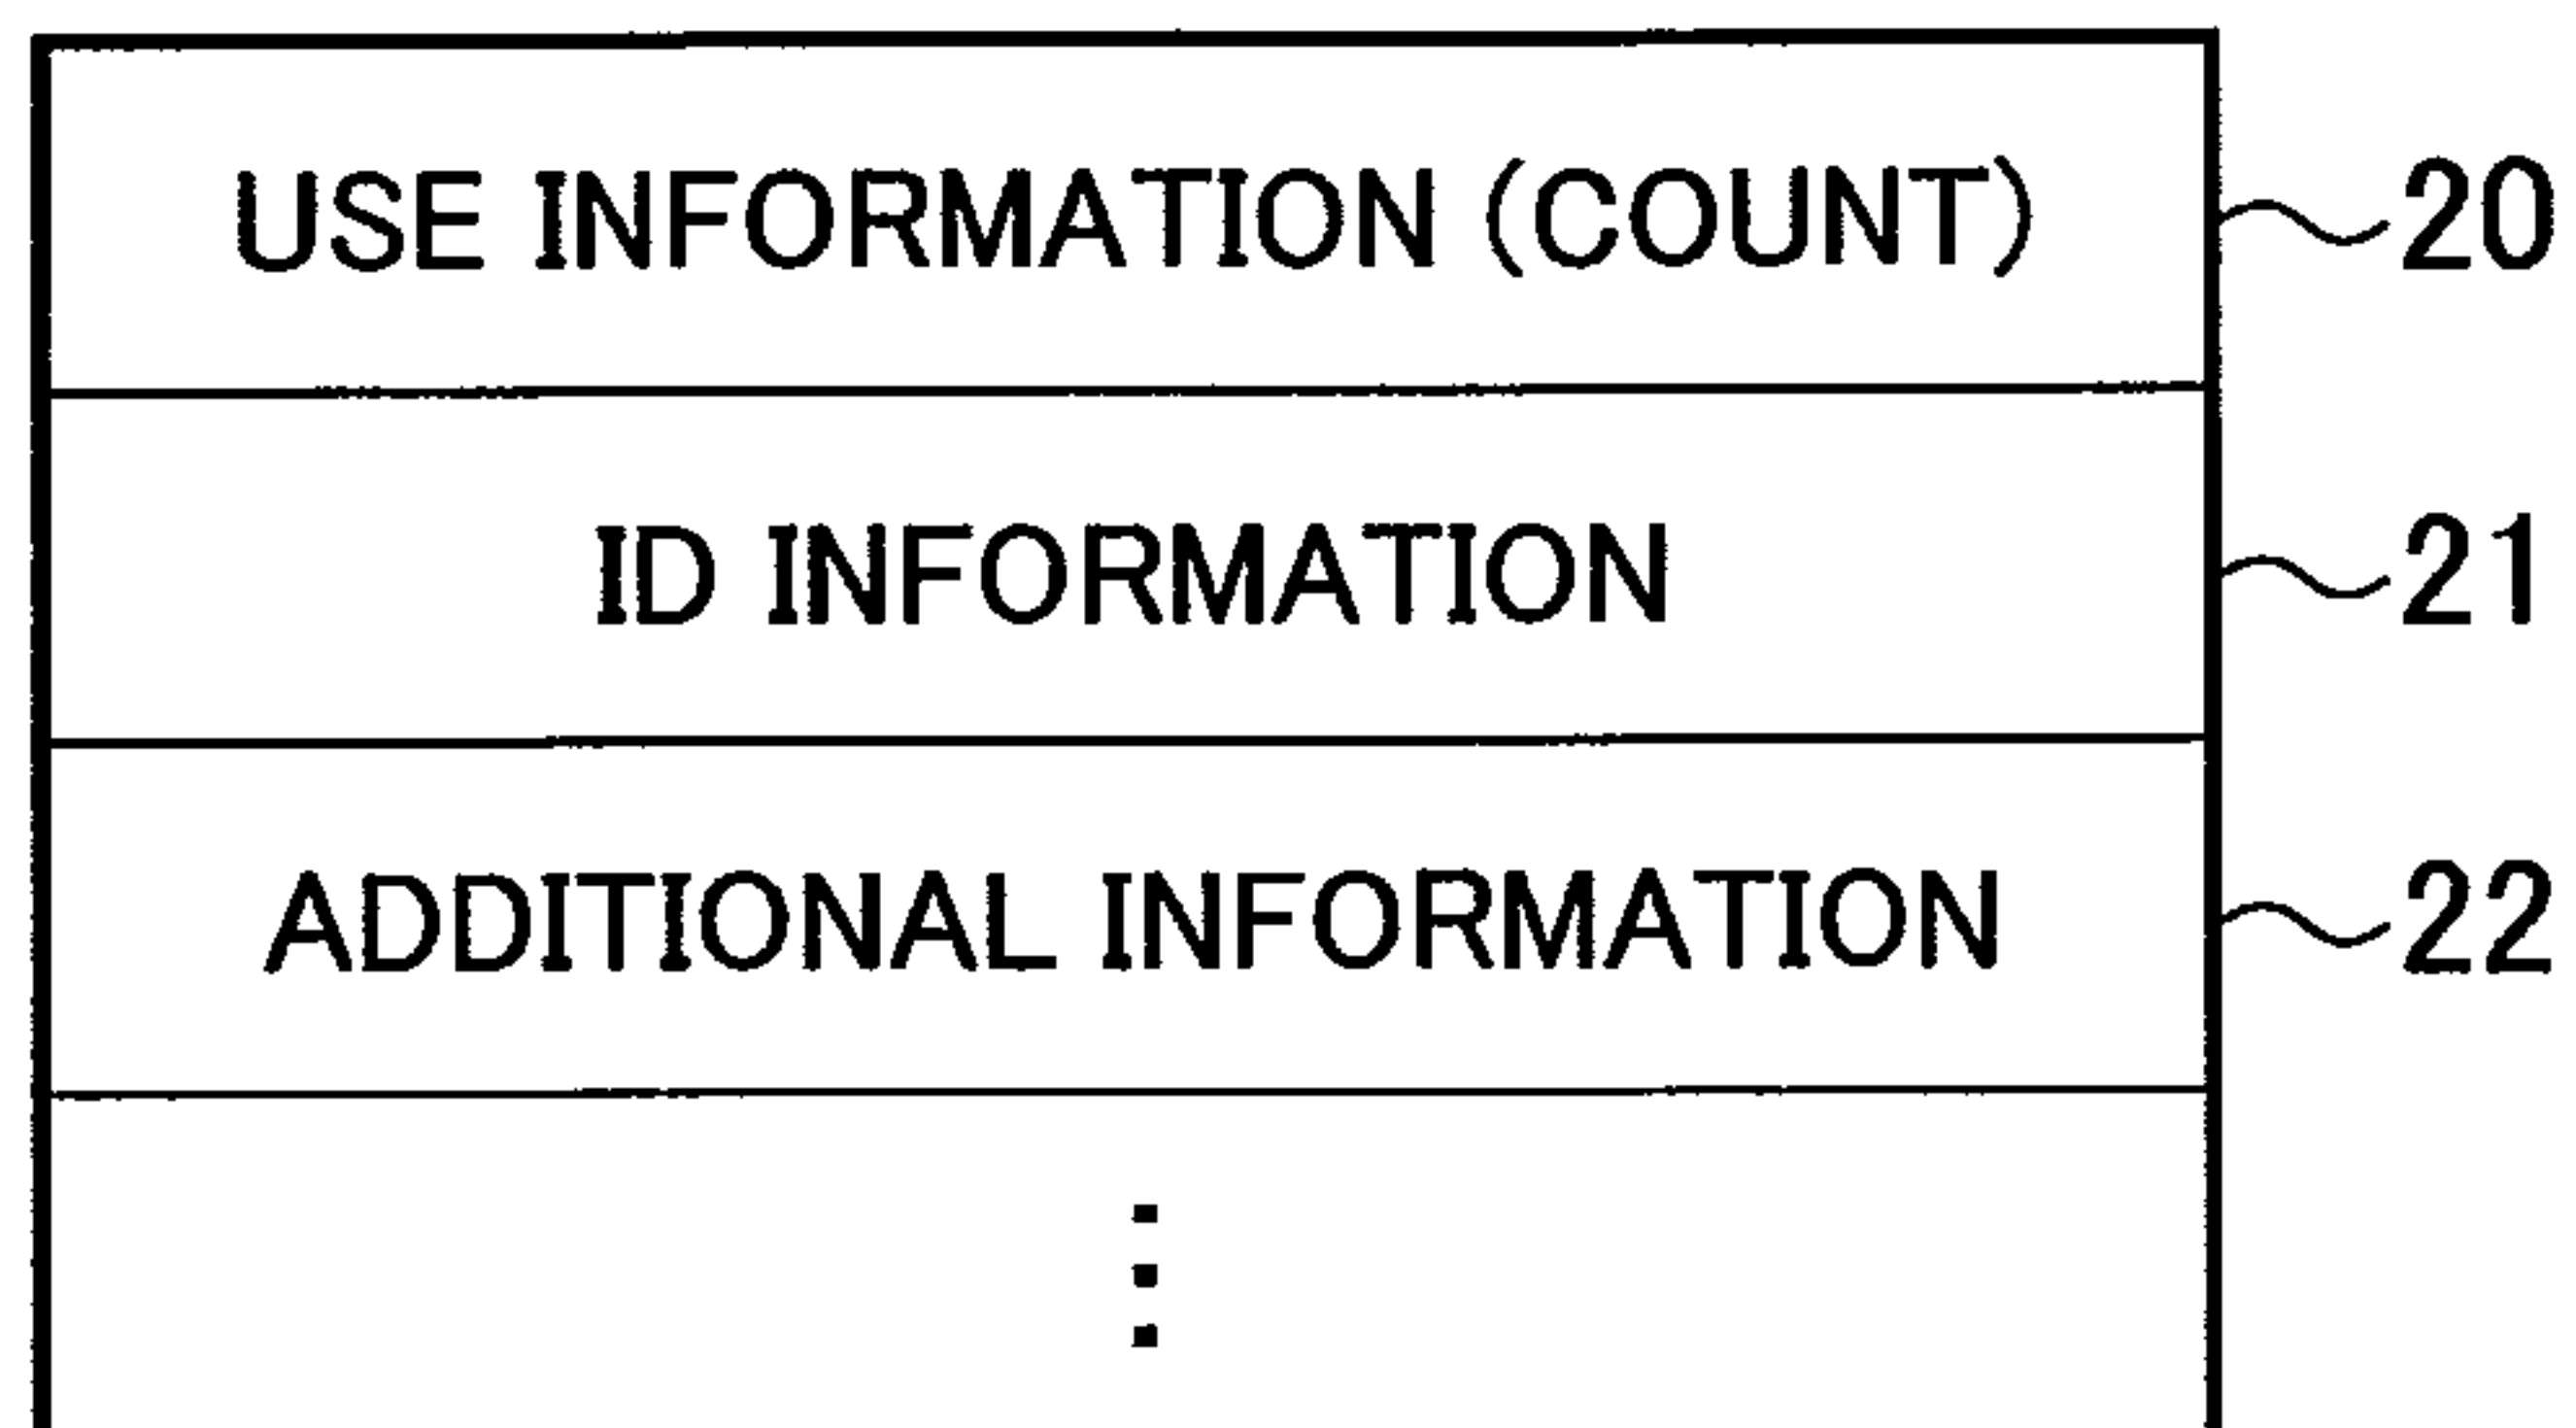 USE INFORMATION (COUNT) 20
ID INFORMATION 21
ADDITIONAL INFORMATION 22